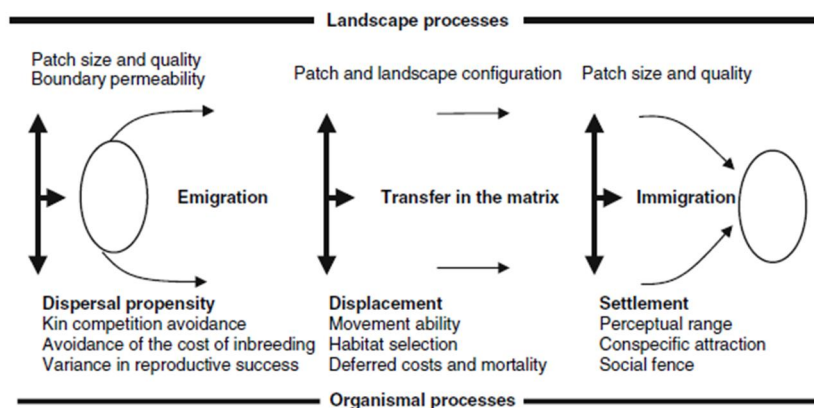 Landscape processes
Patch size and quality
Boundary permeability
Patch and landscape configuration
Patch size and quality
Emigration
Transfer in the matrix
Immigration
Dispersal propensity
Kin competition avoidance
Avoidance of the cost of inbreeding
Variance in reproductive success
Displacement
Movement ability
Habitat selection
Deferred costs and mortality
Settlement
Perceptual range
Conspecific attraction
Social fence
Organismal processes